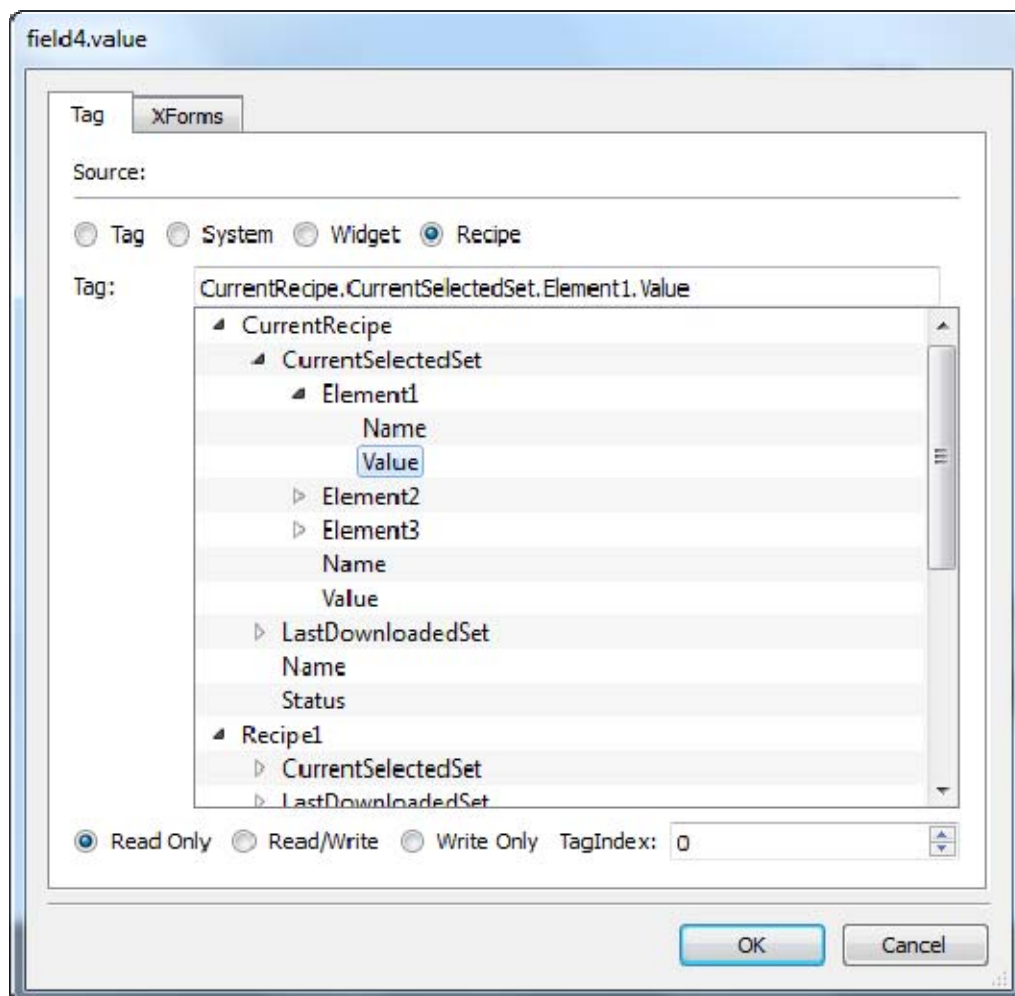 field4.value
Tag XForms
Source:
Tag System Widget Recipe
Tag: CurrentRecipe.CurrentSelectedSet.Element1.Value
CurrentRecipe
CurrentSelectedSet
Element1
Name
Value
Element2
Element3
Name
Value
LastDownloadedSet
Name
Status
Recipe1
CurrentSelectedSet
LastDownloadedSet
Read Only Read/Write Write Only TagIndex: 0
OK Cancel